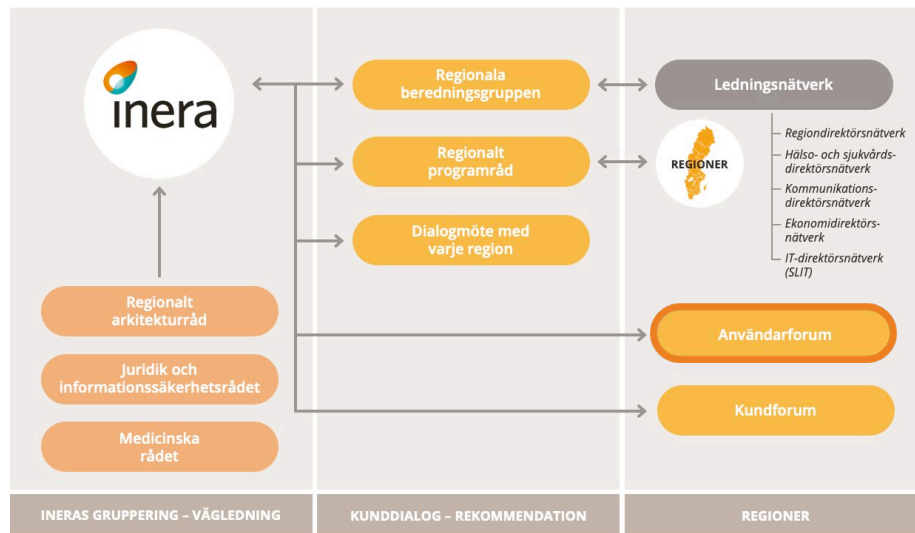 inera
Regionalt
arkitekturråd
Juridik och
informationssäkerhetsrådet
Medicinska
rådet
INERAS GRUPPERING – VÄGLEDNING
Regionala
beredningsgruppen
Regionalt
programråd
Dialogmöte med
varje region
KUNDDIALOG – REKOMMENDATION
Ledningsnätverk
REGIONER
Regiondirektörsnätverk
Hälso- och sjukvårds-
direktörsnätverk
Kommunikations-
direktörsnätverk
Ekonomidirektörs-
nätverk
IT-direktörsnätverk
(SLIT)
Användarforum
Kundforum
REGIONER